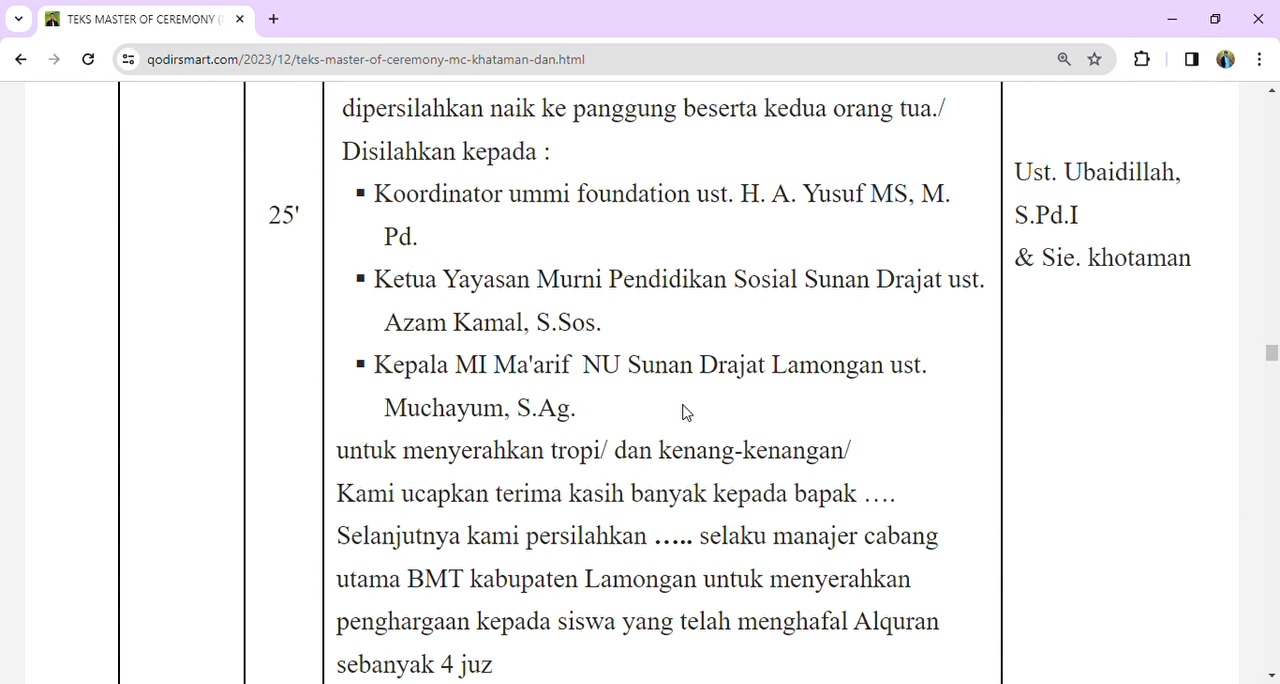 TEKS MASTER OF CEREMONY (
qodirsmart.com/2023/12/teks-master-of-ceremony-mc-khataman-dan.html
25'
dipersilahkan naik ke panggung beserta kedua orang tua./
Disilahkan kepada :
▪ Koordinator ummi foundation ust. H. A. Yusuf MS, M.
Pd.
▪ Ketua Yayasan Murni Pendidikan Sosial Sunan Drajat ust.
Azam Kamal, S.Sos.
▪ Kepala MI Ma'arif  NU Sunan Drajat Lamongan ust.
Muchayum, S.Ag.
untuk menyerahkan tropi/ dan kenang-kenangan/
Kami ucapkan terima kasih banyak kepada bapak ….
Selanjutnya kami persilahkan ….. selaku manajer cabang
utama BMT kabupaten Lamongan untuk menyerahkan
penghargaan kepada siswa yang telah menghafal Alquran
sebanyak 4 juz
Ust. Ubaidillah,
S.Pd.I
& Sie. khotaman